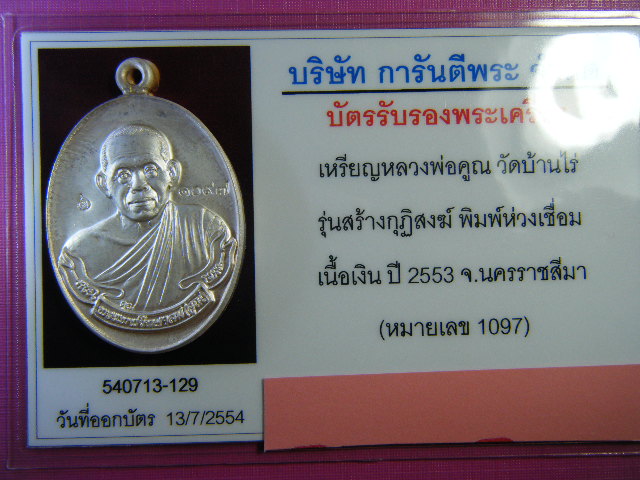 บริษัท การันตีพระ
บัตรรับรองพระเครื่
เหรียญหลวงพ่อคูณ วัดบ้านไร่
รุ่นสร้างกุฏิสงฆ์ พิมพ์ห่วงเชื่อม
เนื้อเงิน ปี 2553 จ.นครราชสีมา
(หมายเลข 1097)
๑๐๙๗
540713-129
วันที่ออกบัตร 13/7/2554